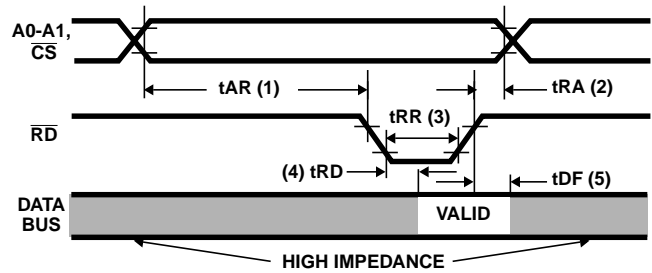 A0-A1,
CS
tAR (1)
tRA (2)
tRR (3)
RD
(4) tRD
tDF (5)
DATA
BUS
VALID
HIGH IMPEDANCE